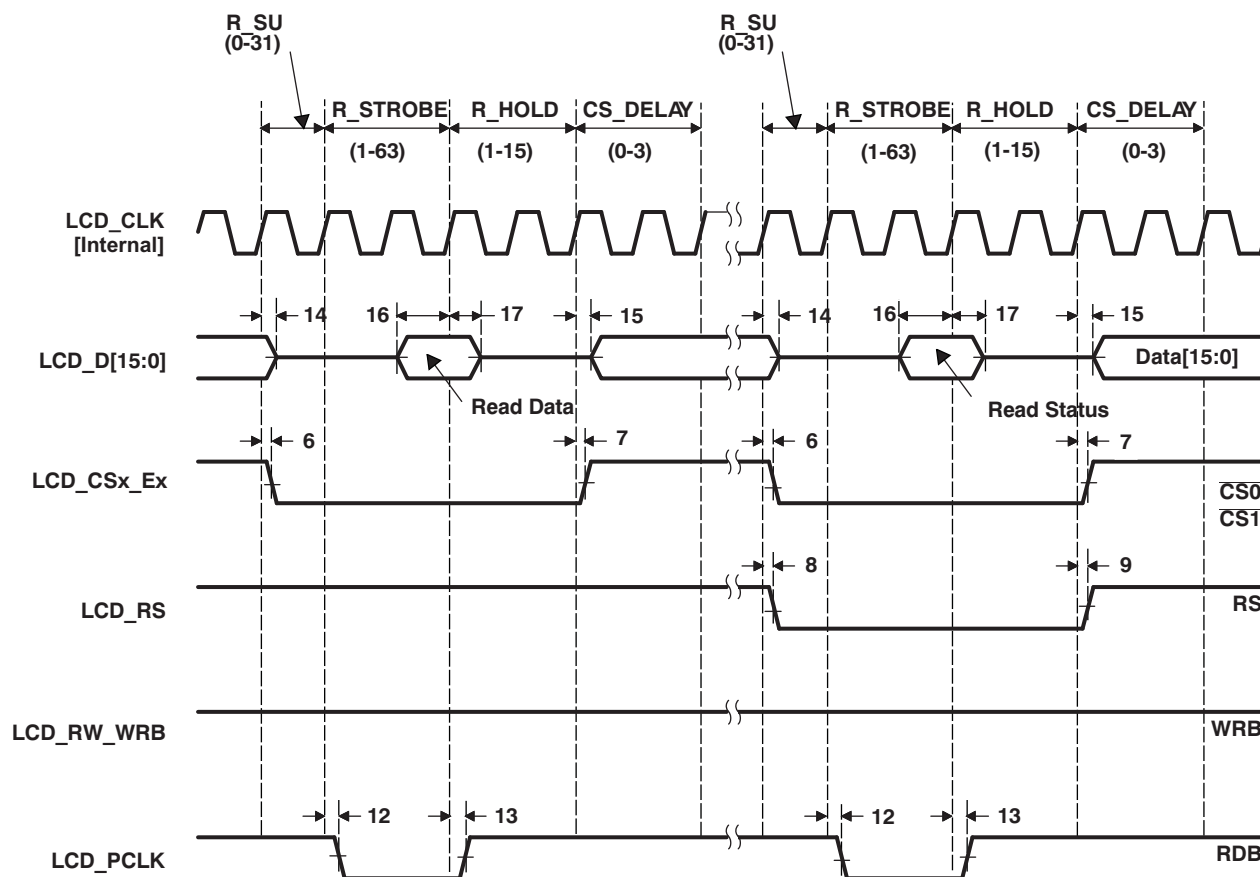 R_SU
(0-31)
R_SU
(0-31)
R_STROBE R_HOLD CS_DELAY
R_STROBE R_HOLD CS_DELAY
(1-63) (1-15) (0-3)
(1-63) (1-15) (0-3)
LCD_CLK
[Internal]
14 16 17 15
14 16 17 15
LCD_D[15:0]
Data[15:0]
Read Data
Read Status
6 7
6 7
LCD_CSx_Ex
CS0
CS1
8 9
LCD_RS
RS
LCD_RW_WRB
WRB
12 13
12 13
LCD_PCLK
RDB